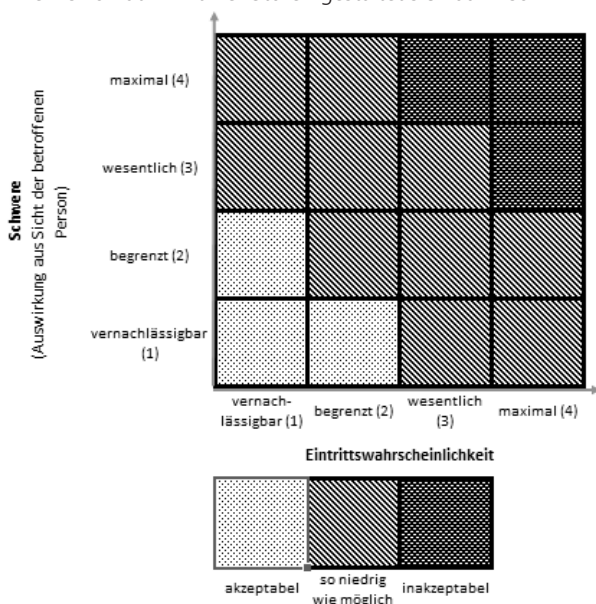 Schwere
(Auswirkung aus Sicht der betroffenen
Person)
maximal (4)
wesentlich (3)
begrenzt (2)
vernachlässigbar
(1)
vernach-
lässigbar (1)
begrenzt (2)
wesentlich
(3)
maximal (4)
Eintrittswahrscheinlichkeit
akzeptabel
so niedrig
wie möglich
inakzeptabel